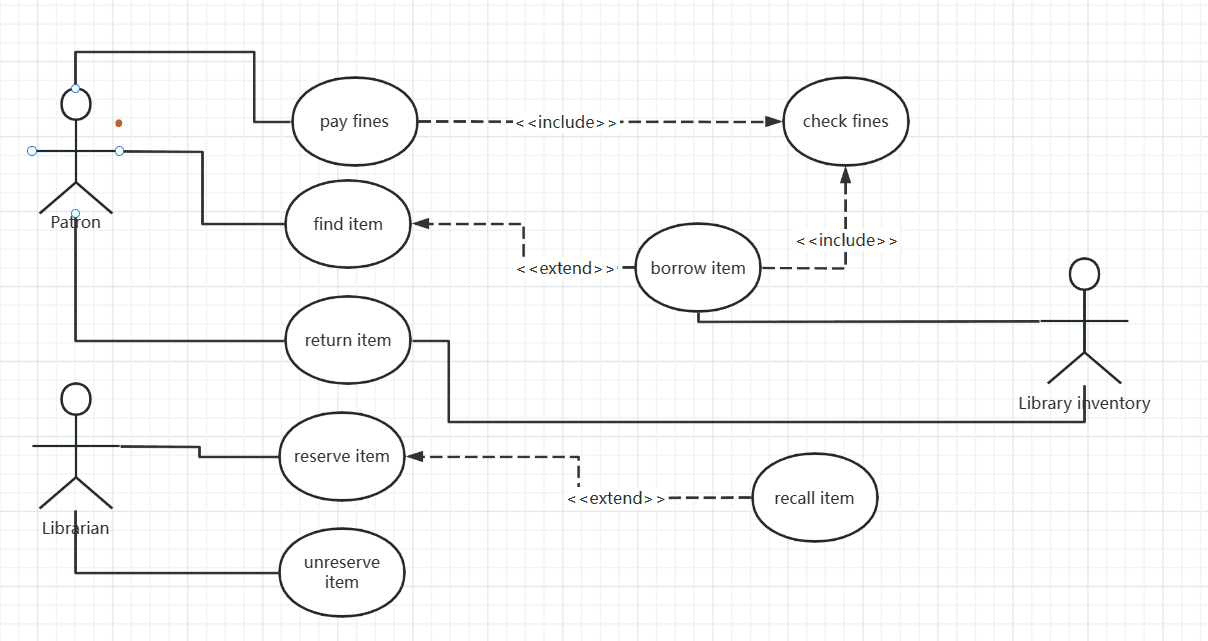 pay fines
<<include>>
check fines
Patron
find item
<<include>>
<<extend>>
borrow item
return item
Library inventory
reserve item
<<extend>>
recall item
Librarian
unreserve
item